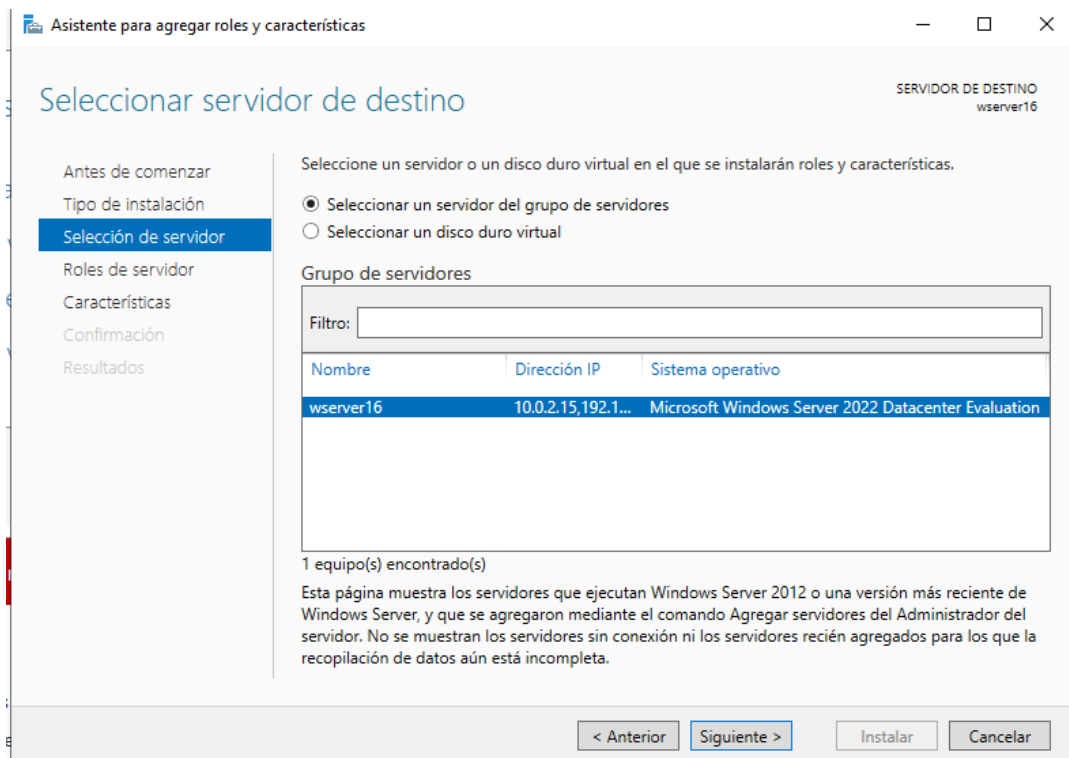 Asistente para agregar roles y características
Seleccionar servidor de destino
SERVIDOR DE DESTINO
wserver16
Antes de comenzar
Tipo de instalación
Selección de servidor
Roles de servidor
Características
Confirmación
Resultados
Seleccione un servidor o un disco duro virtual en el que se instalarán roles y características.
Seleccionar un servidor del grupo de servidores
Seleccionar un disco duro virtual
Grupo de servidores
Filtro:
Nombre Dirección IP Sistema operativo
wserver16 10.0.2.15,192.1... Microsoft Windows Server 2022 Datacenter Evaluation
1 equipo(s) encontrado(s)
Esta página muestra los servidores que ejecutan Windows Server 2012 o una versión más reciente de
Windows Server, y que se agregaron mediante el comando Agregar servidores del Administrador del
servidor. No se muestran los servidores sin conexión ni los servidores recién agregados para los que la
recopilación de datos aún está incompleta.
< Anterior Siguiente > Instalar Cancelar